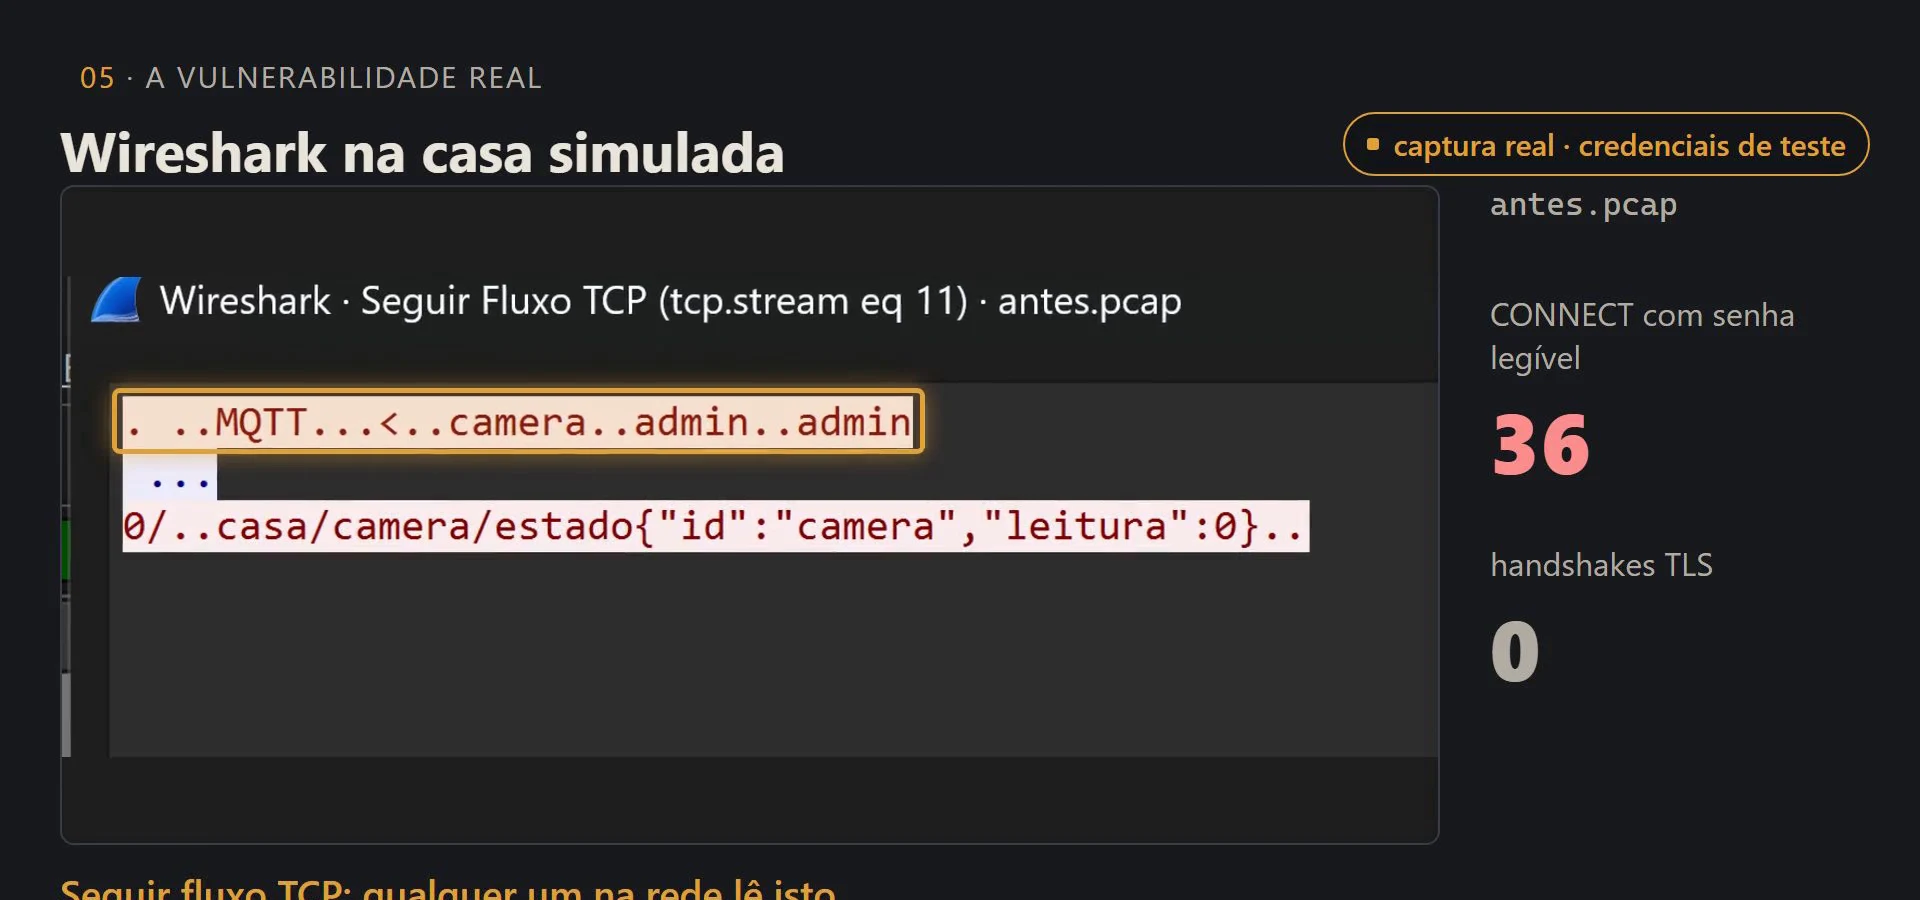 05 · A VULNERABILIDADE REAL
Wireshark na casa simulada
captura real · credenciais de teste
antes.pcap
Wireshark · Seguir Fluxo TCP (tcp.stream eq 11) · antes.pcap
. ..MQTT...<..camera..admin..admin
...
0/..casa/camera/estado{"id":"camera","leitura":0}..
CONNECT com senha
legível
36
handshakes TLS
0
Seguir fluxo TCP: qualquer um na rede lê isto